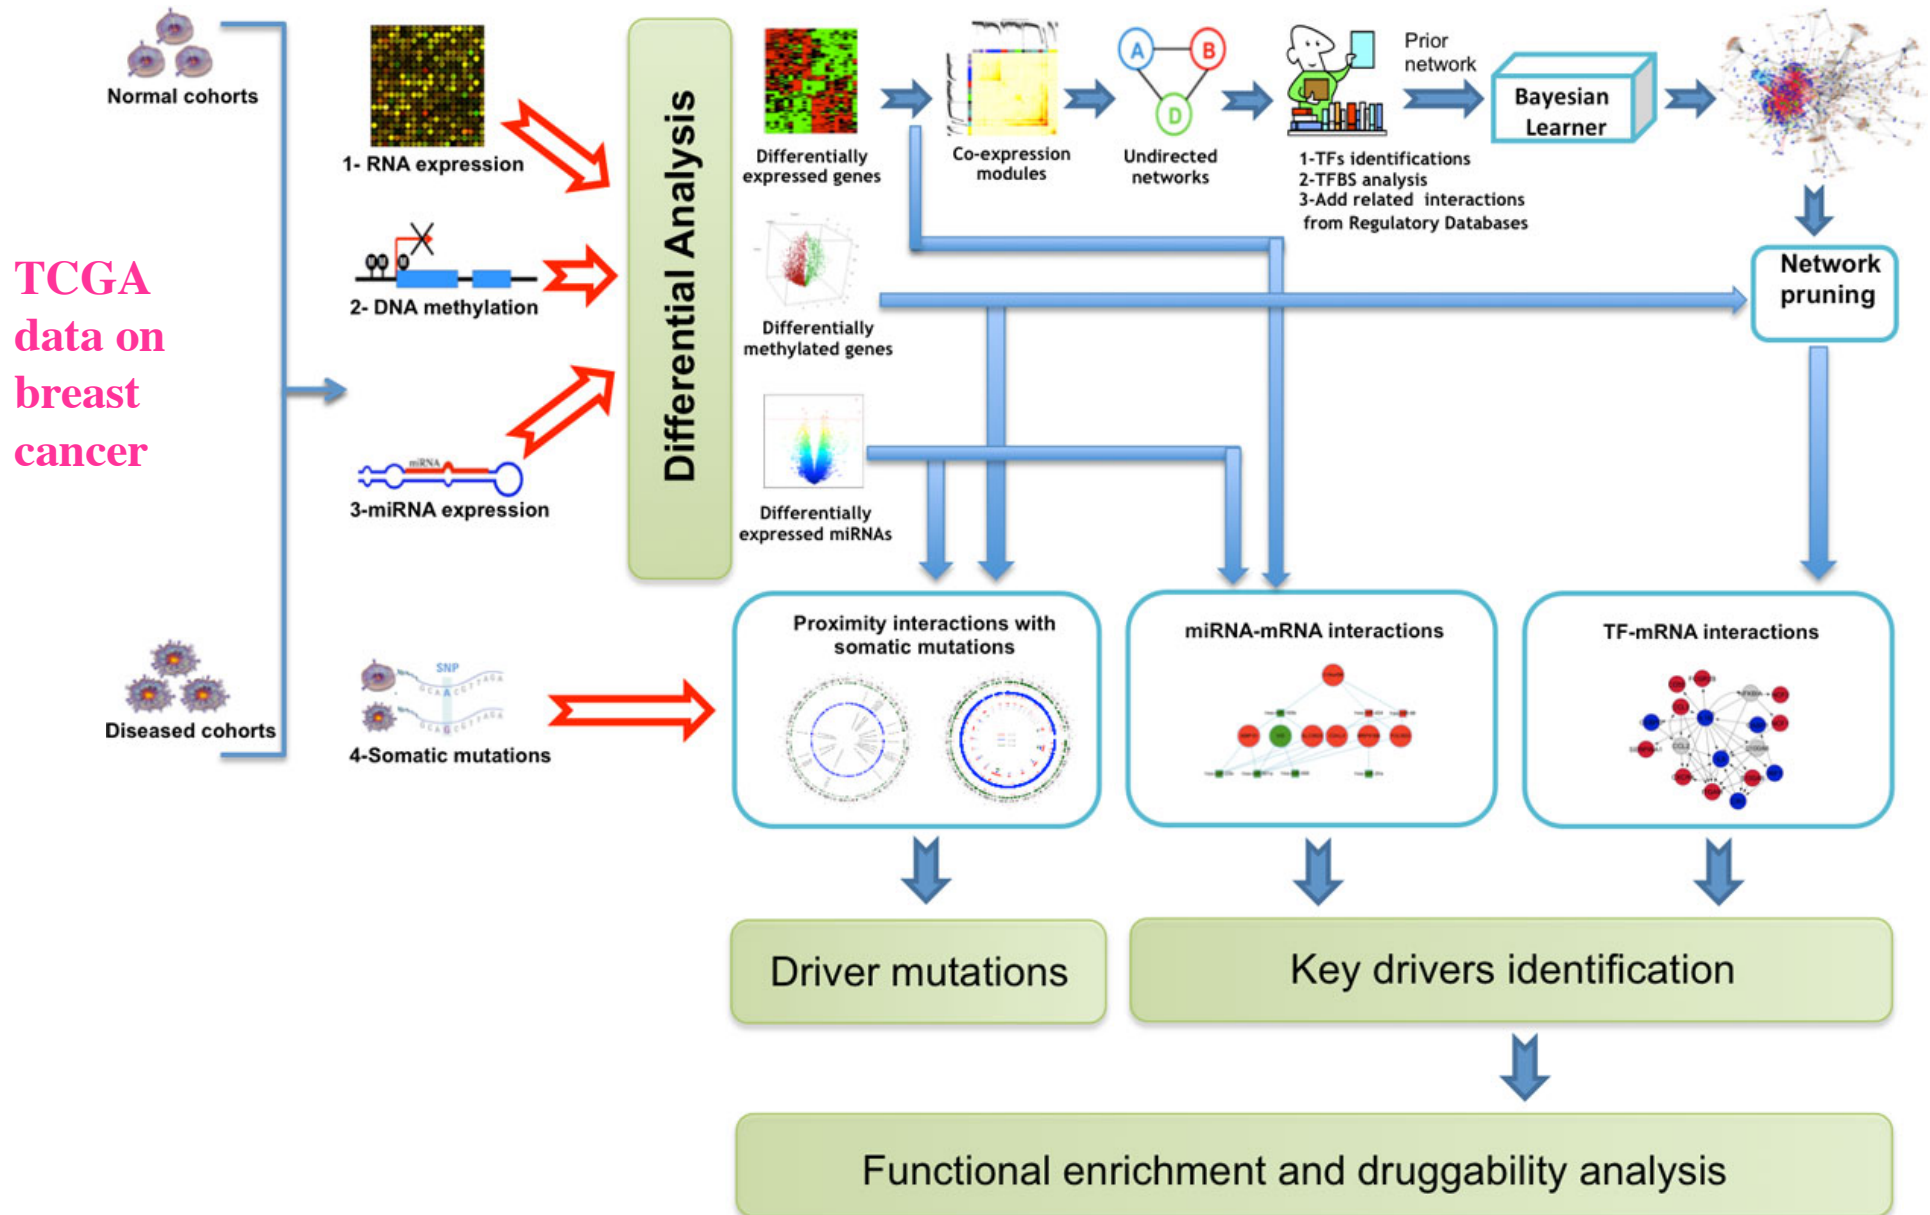 TCGA
data on
breast
cancer
Normal cohorts
Diseased cohorts
1- RNA expression
2- DNA methylation
miRNA
3-miRNA expression
SNP
4-Somatic mutations
Differential Analysis
Differentially
expressed genes
Co-expression
modules
A
B
D
Undirected
networks
1-TFs identifications
2-TFBS analysis
3-Add related interactions
from Regulatory Databases
Prior
network
Bayesian
Learner
Network
pruning
Differentially
methylated genes
Differentially
expressed miRNAs
Proximity interactions with
somatic mutations
miRNA-mRNA interactions
TF-mRNA interactions
Driver mutations
Key drivers identification
Functional enrichment and druggability analysis